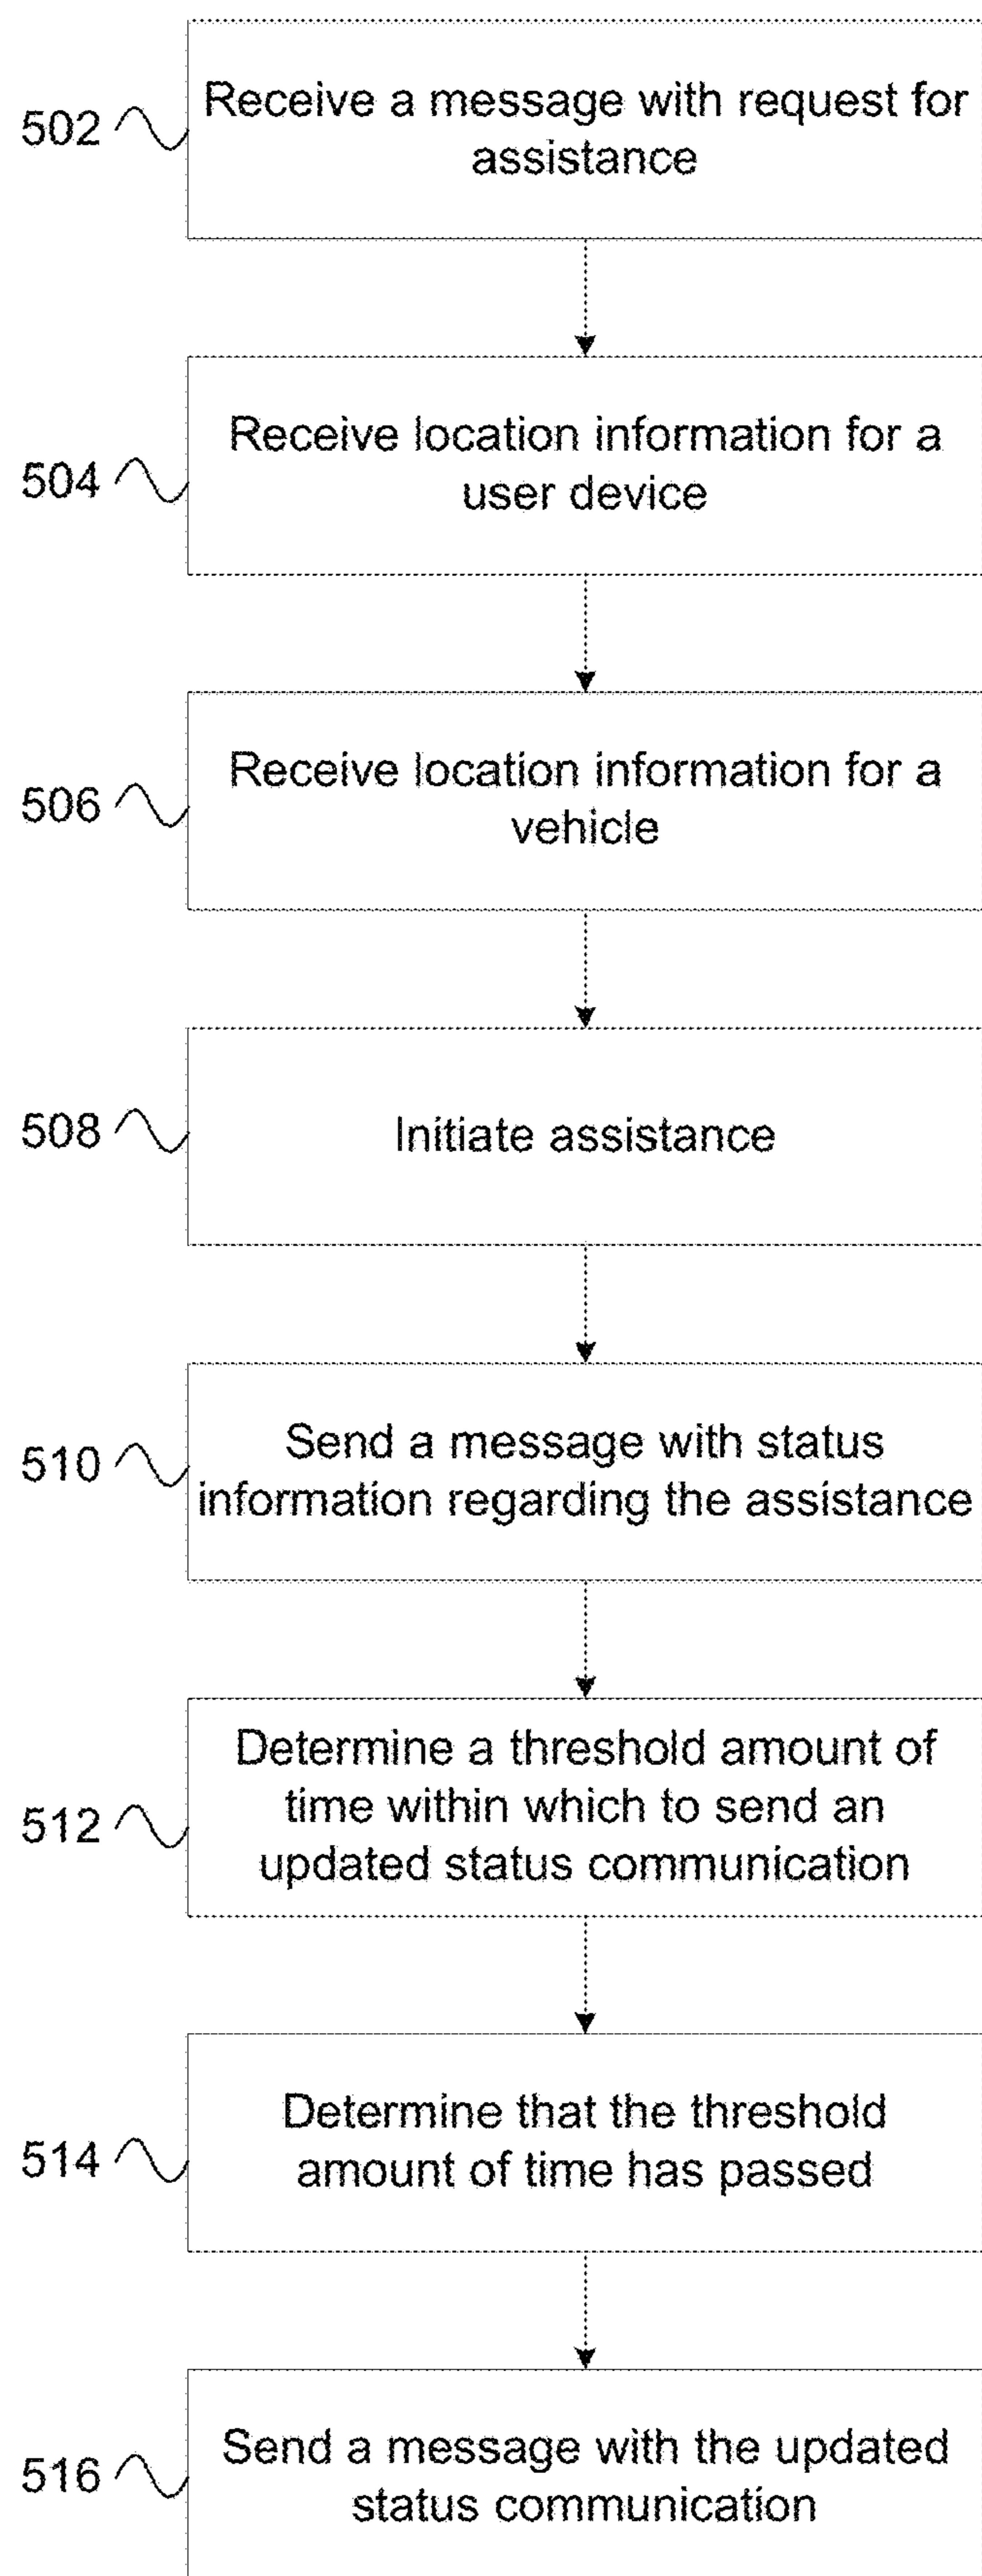 502
Receive a message with request for
assistance
504
Receive location information for a
user device
506
Receive location information for a
vehicle
508
Initiate assistance
510
Send a message with status
information regarding the assistance
512
Determine a threshold amount of
time within which to send an
updated status communication
514
Determine that the threshold
amount of time has passed
516
Send a message with the updated
status communication